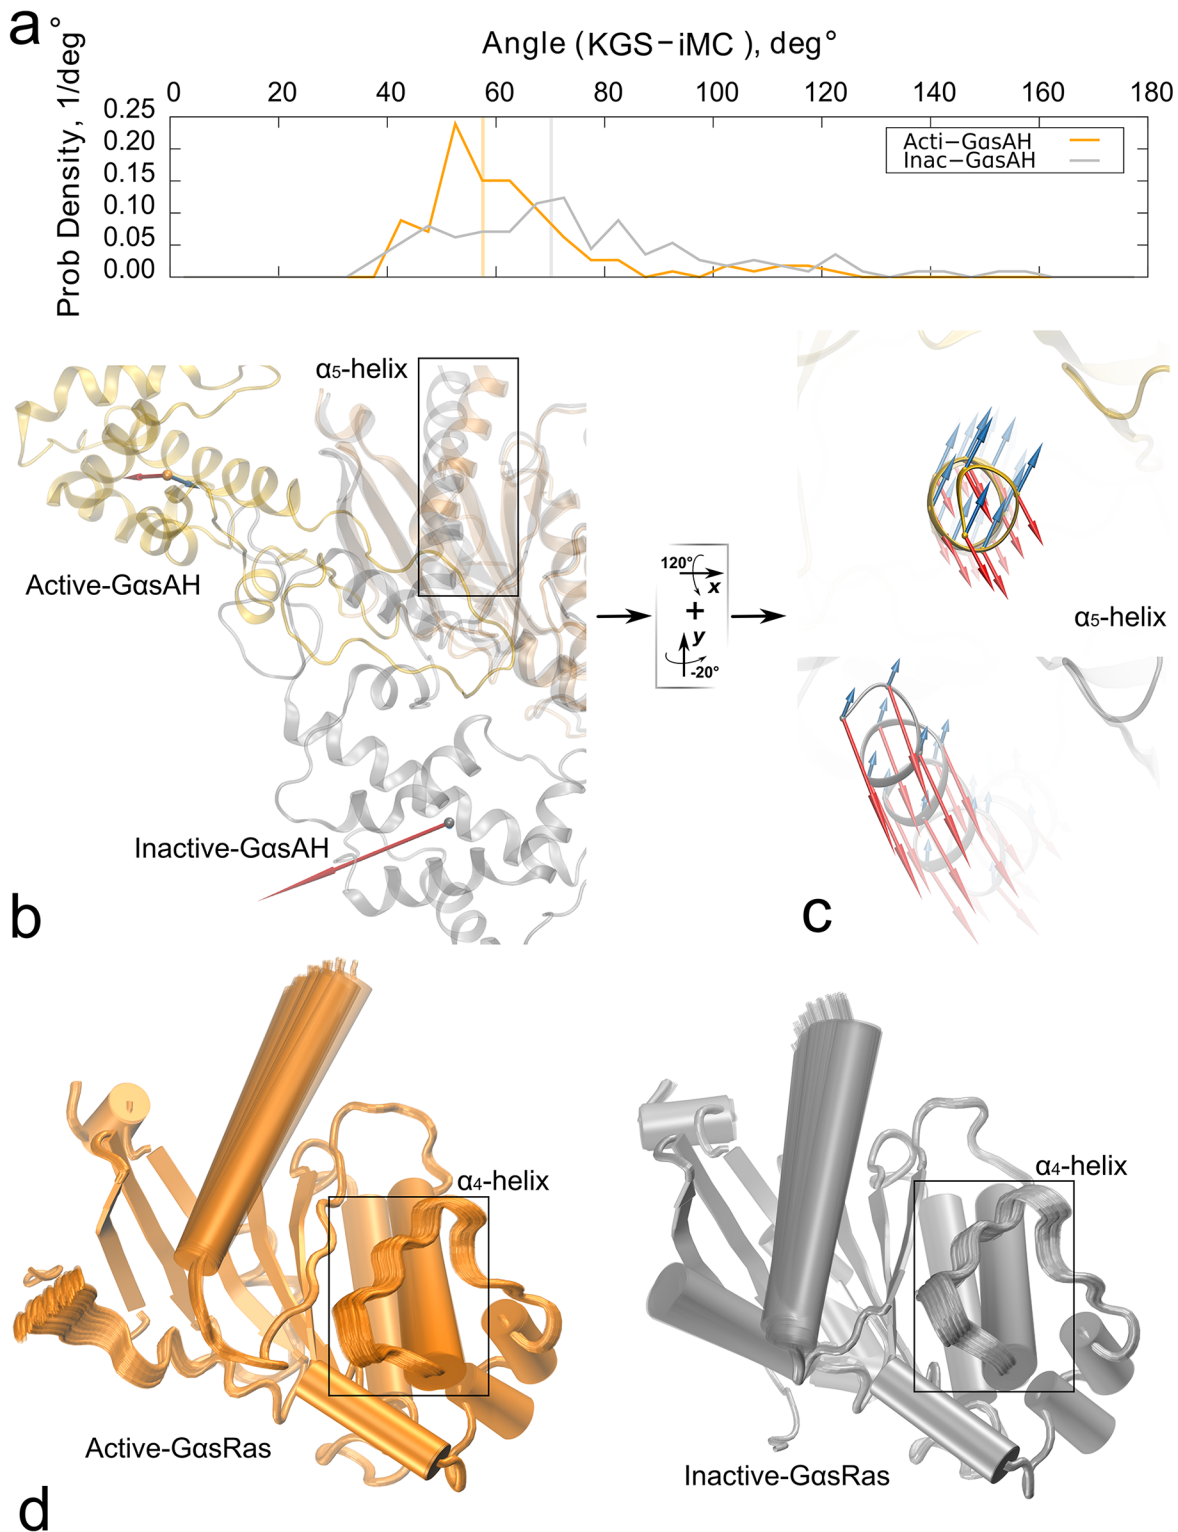 a
Angle (KGS−iMC ), deg°
Prob Density, 1/deg°
0 20 40 60 80 100 120 140 160 180
0.25
0.20
0.15
0.10
0.05
0.00
Acti−GαsAH
Inac−GαsAH
α5-helix
Active-GαsAH
Inactive-GαsAH
b
120°
x
+
y
-20°
α5-helix
c
α4-helix
Active-GαsRas
α4-helix
Inactive-GαsRas
d